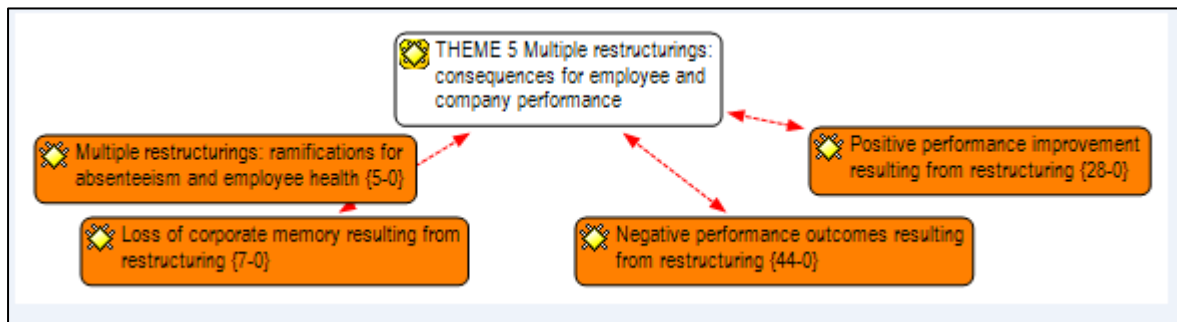 THEME 5 Multiple restructurings:
consequences for employee and
company performance
Multiple restructurings: ramifications for
absenteeism and employee health {5-0}
Positive performance improvement
resulting from restructuring {28-0}
Loss of corporate memory resulting from
restructuring {7-0}
Negative performance outcomes resulting
from restructuring {44-0}